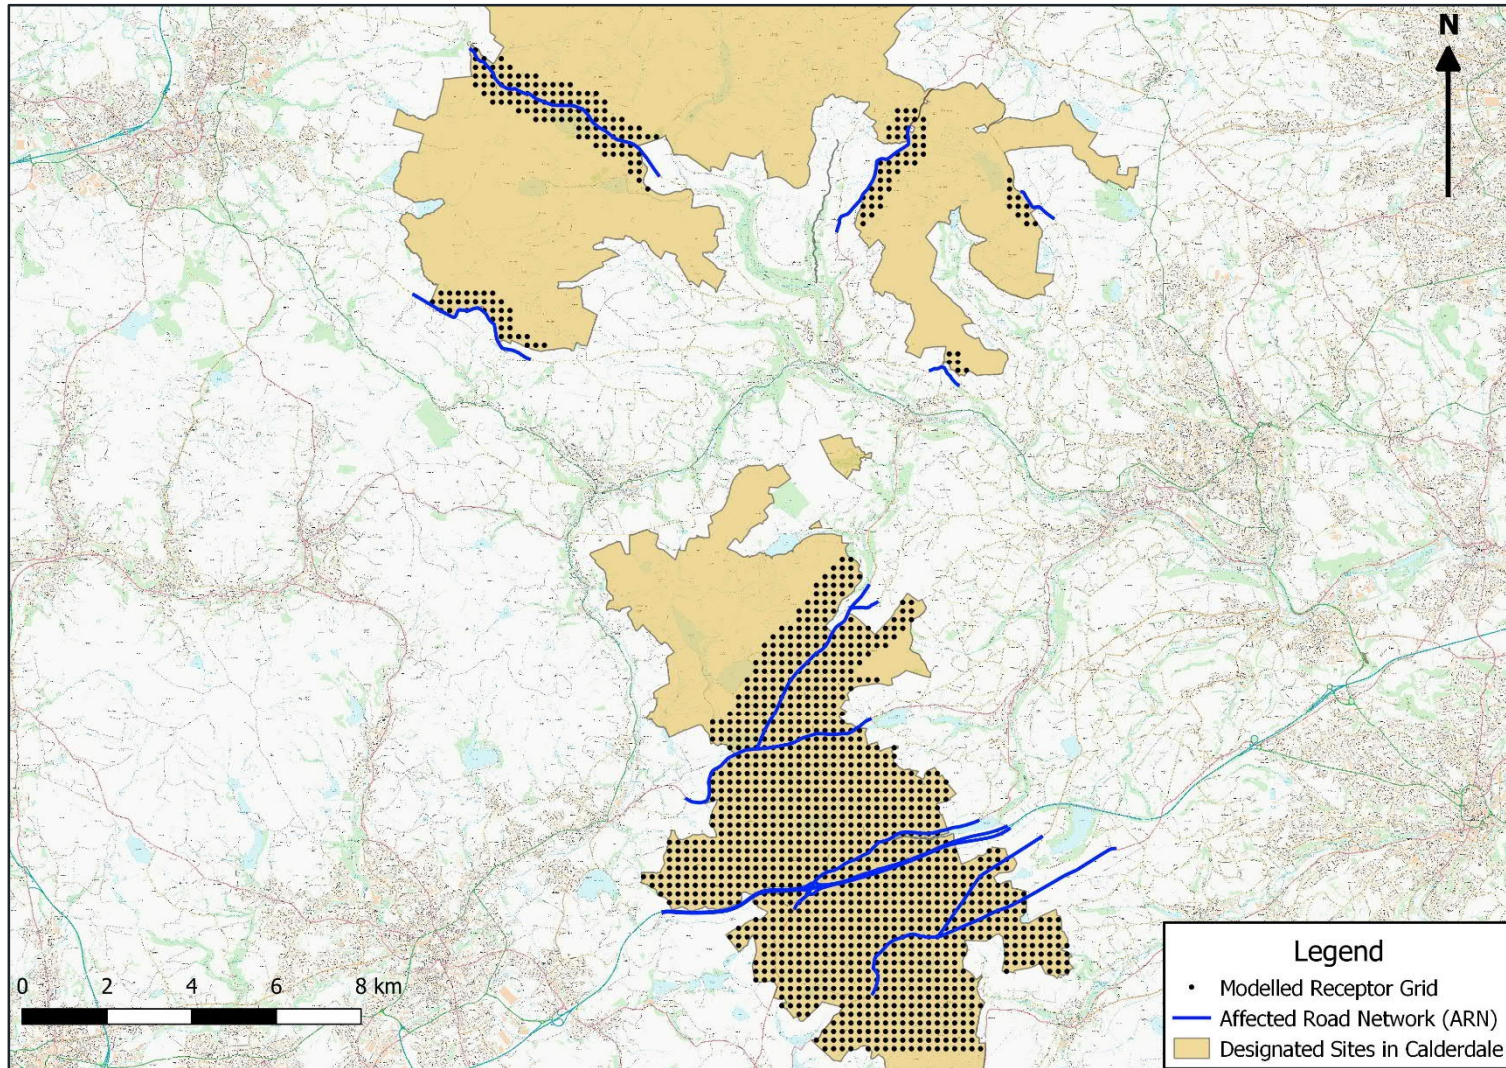 N
0 2 4 6 8 km
Legend
Modelled Receptor Grid
Affected Road Network (ARN)
Designated Sites in Calderdale